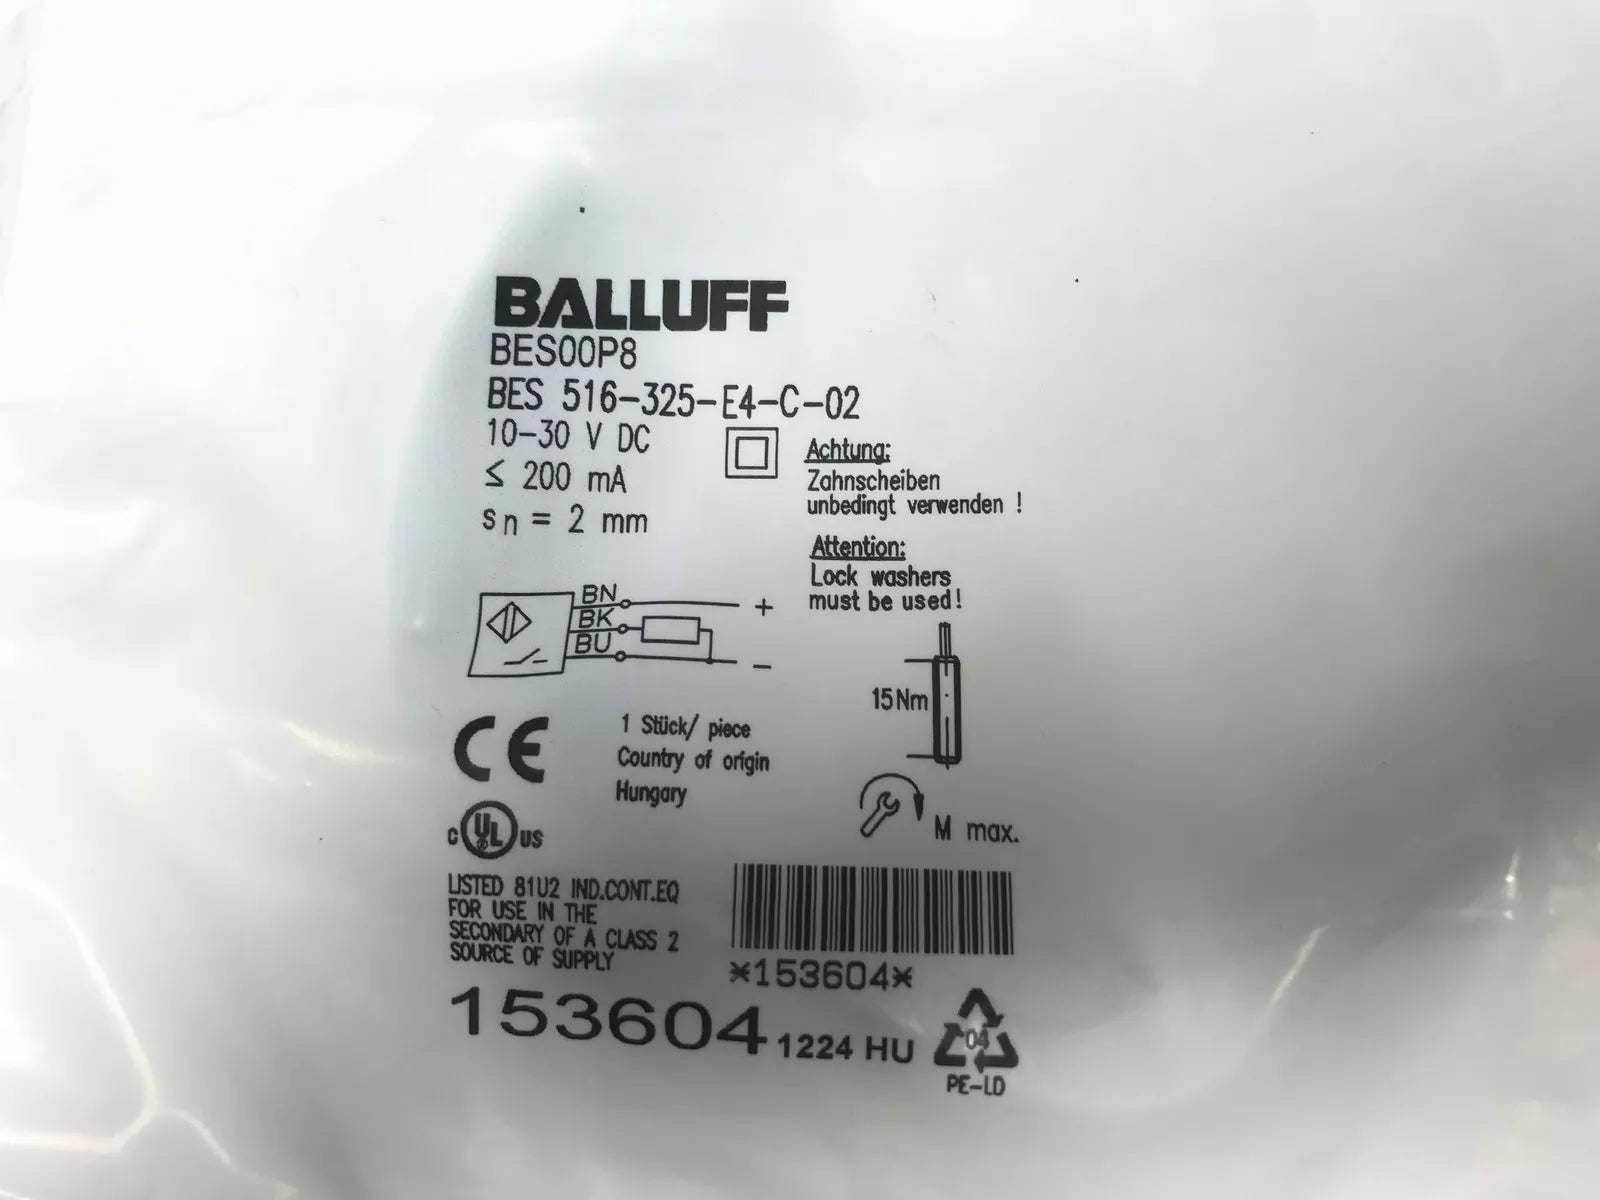 BALLUFF
BES00P8
BES 516-325-E4-C-02
10-30 V DC
≤ 200 mA
sn = 2 mm
Achtung:
Zahnscheiben
unbedingt verwenden !
Attention:
Lock washers
must be used!
BN
+
BK
BU
-
15Nm
M max.
CE
1 Stück/ piece
Country of origin
Hungary
C UL US
LISTED 81U2 IND.CONT.EQ
FOR USE IN THE
SECONDARY OF A CLASS 2
SOURCE OF SUPPLY
*153604*
153604 1224 HU
04
PE-LD